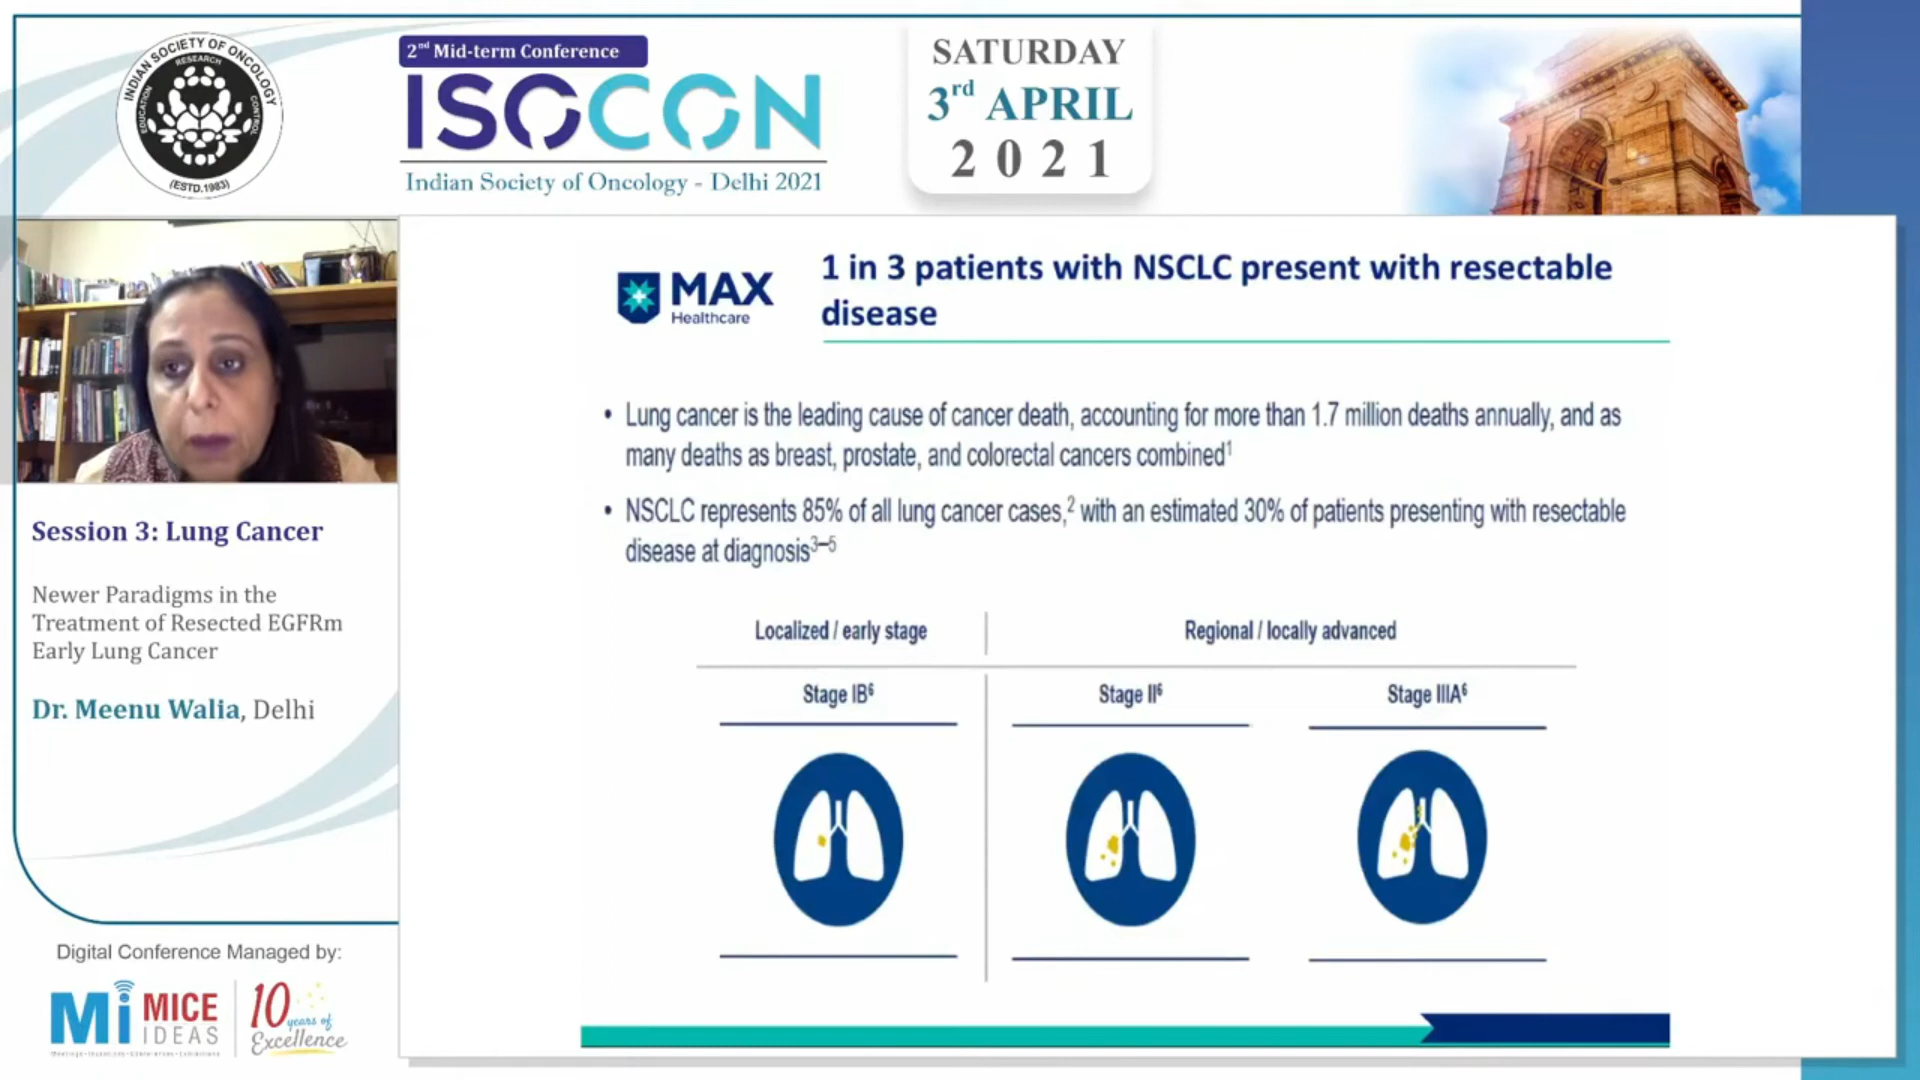 INDIAN SOCIETY OF ONCOLOGY
RESEARCH
EDUCATION
CONTROL
(ESTD.1983)
2nd Mid-term Conference
ISOCON
Indian Society of Oncology - Delhi 2021
SATURDAY
3rd APRIL
2021
MAX
Healthcare
1 in 3 patients with NSCLC present with resectable
disease
• Lung cancer is the leading cause of cancer death, accounting for more than 1.7 million deaths annually, and as
many deaths as breast, prostate, and colorectal cancers combined1
• NSCLC represents 85% of all lung cancer cases,2 with an estimated 30% of patients presenting with resectable
disease at diagnosis3–5
Localized / early stage
Regional / locally advanced
Stage IB6
Stage II6
Stage IIIA6
Session 3: Lung Cancer
Newer Paradigms in the
Treatment of Resected EGFRm
Early Lung Cancer
Dr. Meenu Walia, Delhi
Digital Conference Managed by:
Mi MICE
IDEAS
10
years of
Excellence